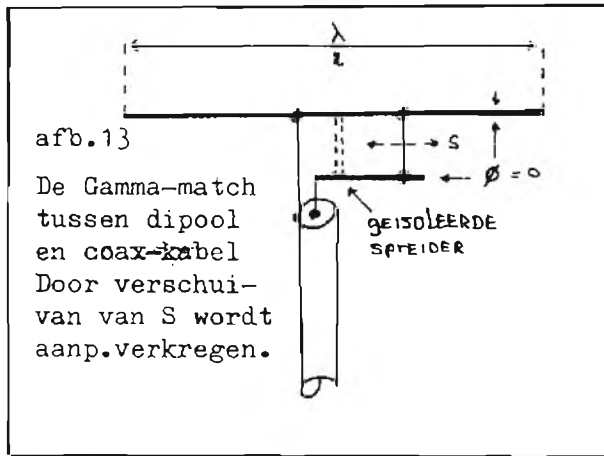 λ
2
afb.13
De Gamma-match
tussen dipool
en coax-kabel
Door verschui-
van van S wordt
aanp.verkregen.
S
Ø = 0
GEISOLEERDE
SPREIDER